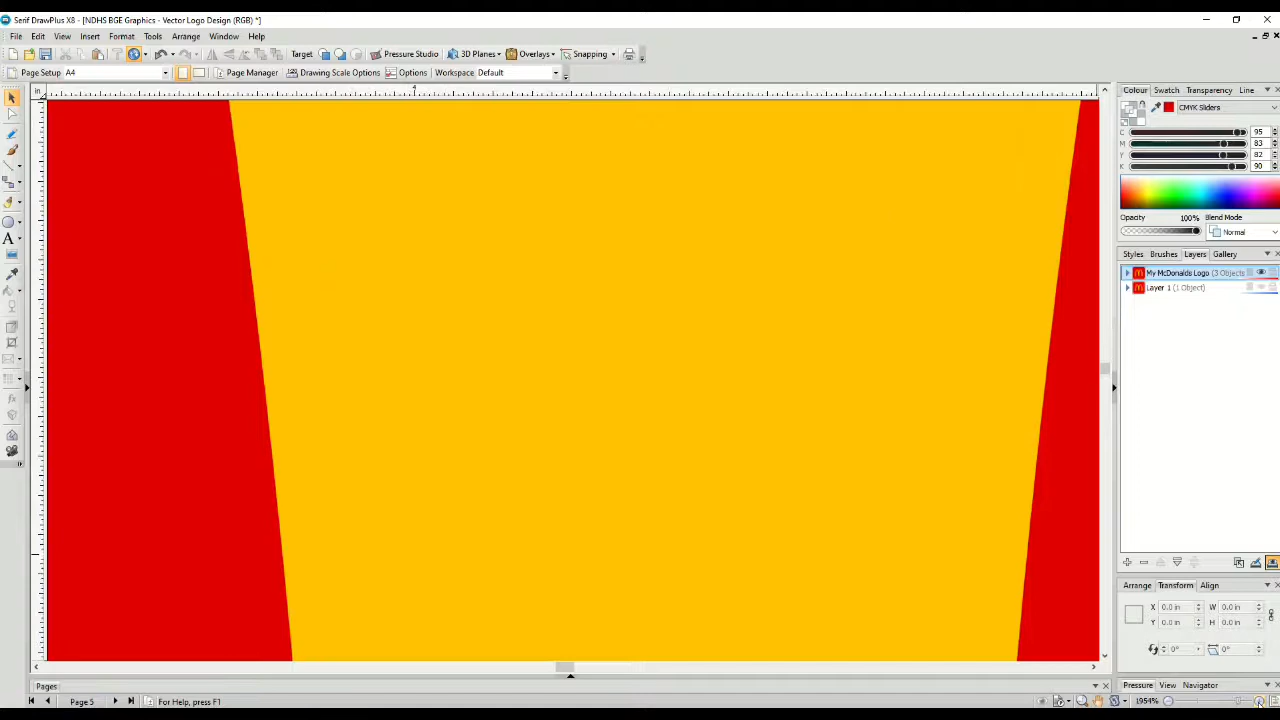 Serif DrawPlus X8 - [NDHS BGE Graphics - Vector Logo Design (RGB) *]
File Edit View Insert Format Tools Arrange Window Help
Target Pressure Studio 3D Planes Overlays Snapping
Page Setup A4 Page Manager Drawing Scale Options Options Workspace Default
in 4
Colour Swatch Transparency Line
CMYK Sliders
C 95
M 83
Y 82
K 90
Opacity 100% Blend Mode
Normal
Styles Brushes Layers Gallery
My McDonalds Logo (3 Objects
Layer 1 (1 Object)
A
Arrange Transform Align
X 0.0 in W 0.0 in
Y 0.0 in H 0.0 in
0° 0°
Pages
Pressure View Navigator
Page 5 For Help, press F1 1954%